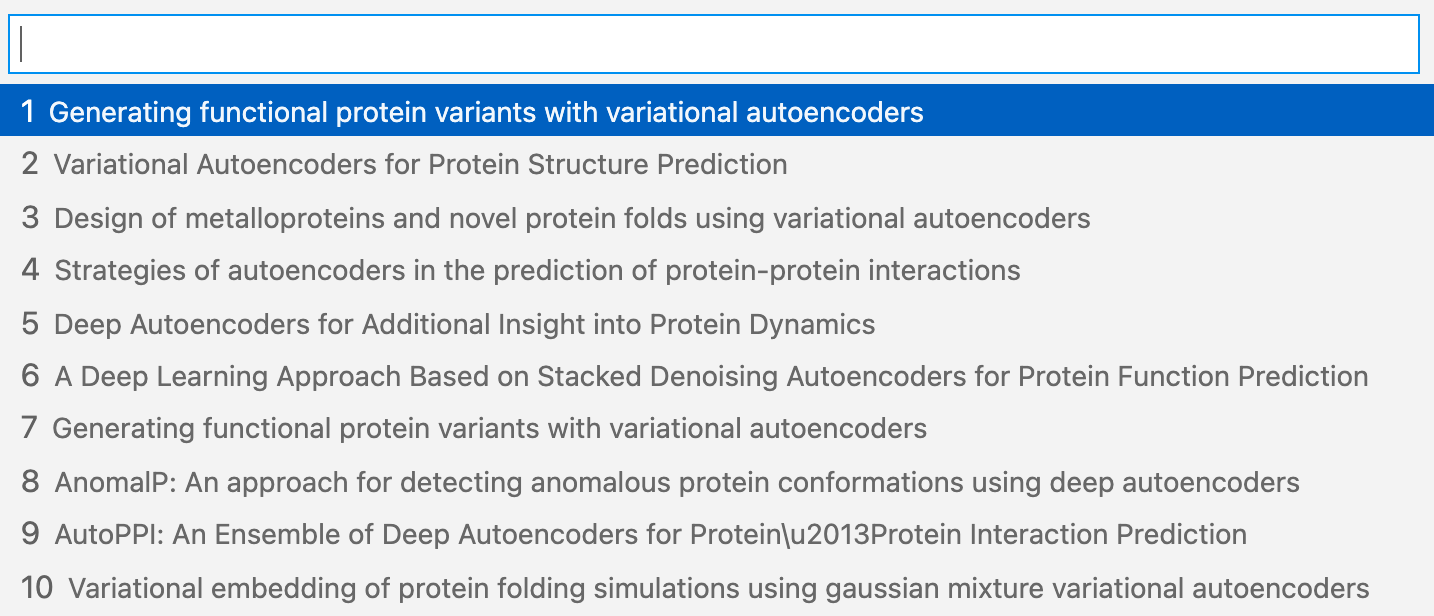 1 Generating functional protein variants with variational autoencoders
2 Variational Autoencoders for Protein Structure Prediction
3 Design of metalloproteins and novel protein folds using variational autoencoders
4 Strategies of autoencoders in the prediction of protein-protein interactions
5 Deep Autoencoders for Additional Insight into Protein Dynamics
6 A Deep Learning Approach Based on Stacked Denoising Autoencoders for Protein Function Prediction
7 Generating functional protein variants with variational autoencoders
8 AnomalP: An approach for detecting anomalous protein conformations using deep autoencoders
9 AutoPPI: An Ensemble of Deep Autoencoders for Protein\u2013Protein Interaction Prediction
10 Variational embedding of protein folding simulations using gaussian mixture variational autoencoders